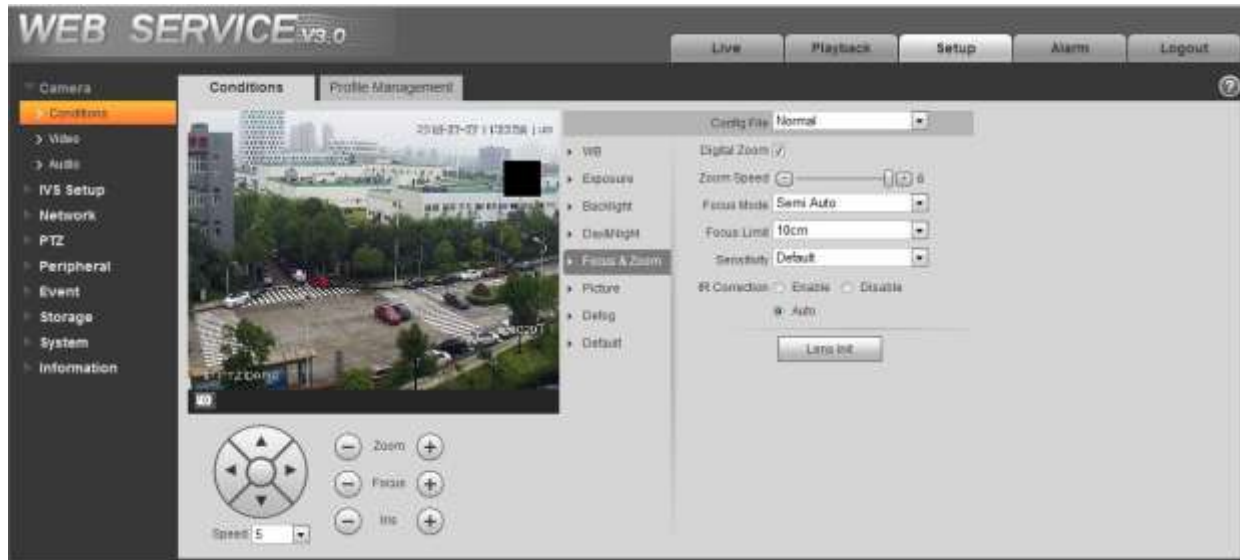 WEB SERVICE V3.0
Live
Playback
Setup
Alarm
Logout
Camera
Conditions
Video
Audio
IVS Setup
Network
PTZ
Peripheral
Event
Storage
System
Information
Conditions
Profile Management
WB
Exposure
Backlight
Day&Night
Focus & Zoom
Picture
Defog
Default
Config File Normal
Digital Zoom
Zoom Speed 8
Focus Mode Semi Auto
Focus Limit 10cm
Sensitivity Default
IR Correction Enable Disable
Auto
Lens Init
Zoom
Focus
Iris
Speed 5